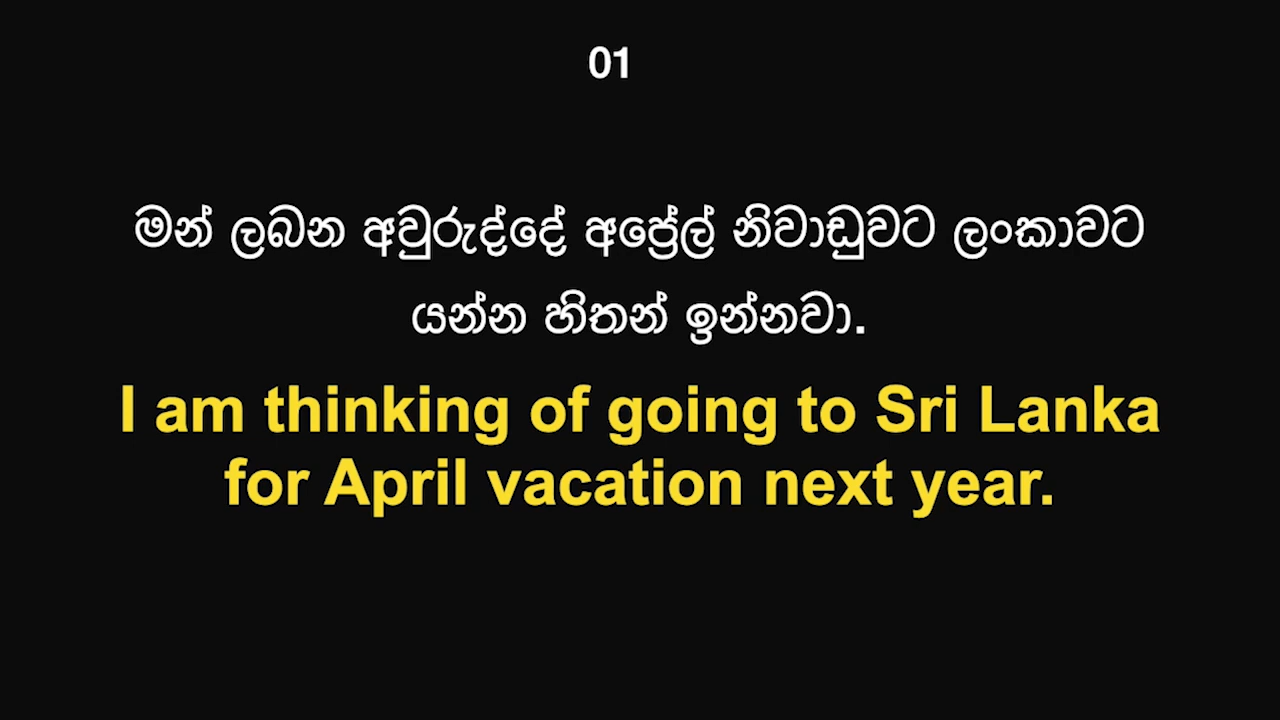 01
මන් ලබන අවුරුද්දේ අප්‍රේල් නිවාඩුවට ලංකාවට
යන්න හිතන් ඉන්නවා.
I am thinking of going to Sri Lanka
for April vacation next year.